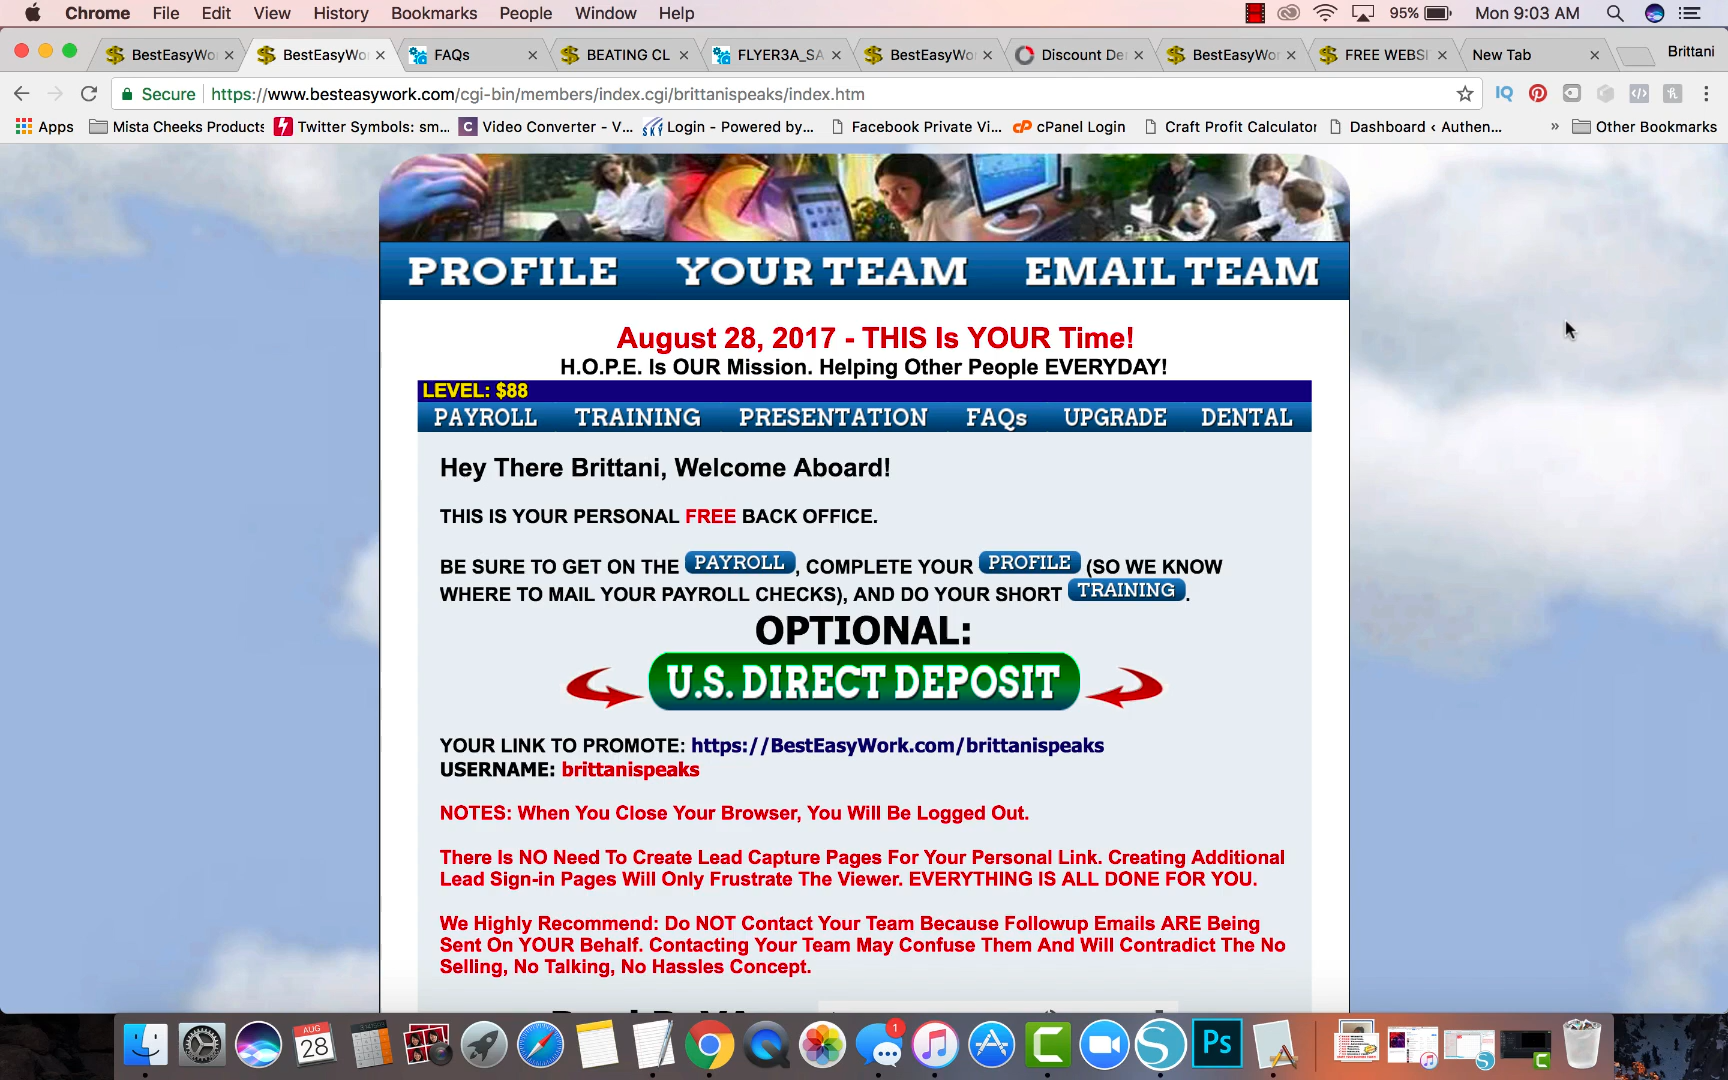 Chrome File Edit View History Bookmarks People Window Help 95% Mon 9:03 AM
BestEasyWo BestEasyWo FAQs BEATING CL FLYER3A_SA BestEasyWo Discount De BestEasyWo FREE WEBSI New Tab Brittani
Secure https://www.besteasywork.com/cgi-bin/members/index.cgi/brittanispeaks/index.htm
Apps Mista Cheeks Products Twitter Symbols: sm... Video Converter - V... Login - Powered by... Facebook Private Vi... cPanel Login Craft Profit Calculator Dashboard ‹ Authen... » Other Bookmarks
PROFILE YOUR TEAM EMAIL TEAM
August 28, 2017 - THIS Is YOUR Time!
H.O.P.E. Is OUR Mission. Helping Other People EVERYDAY!
LEVEL: $88
PAYROLL TRAINING PRESENTATION FAQs UPGRADE DENTAL
Hey There Brittani, Welcome Aboard!
THIS IS YOUR PERSONAL FREE BACK OFFICE.
BE SURE TO GET ON THE PAYROLL, COMPLETE YOUR PROFILE (SO WE KNOW
WHERE TO MAIL YOUR PAYROLL CHECKS), AND DO YOUR SHORT TRAINING.
OPTIONAL:
U.S. DIRECT DEPOSIT
YOUR LINK TO PROMOTE: https://BestEasyWork.com/brittanispeaks
USERNAME: brittanispeaks
NOTES: When You Close Your Browser, You Will Be Logged Out.
There Is NO Need To Create Lead Capture Pages For Your Personal Link. Creating Additional
Lead Sign-in Pages Will Only Frustrate The Viewer. EVERYTHING IS ALL DONE FOR YOU.
We Highly Recommend: Do NOT Contact Your Team Because Followup Emails ARE Being
Sent On YOUR Behalf. Contacting Your Team May Confuse Them And Will Contradict The No
Selling, No Talking, No Hassles Concept.
AUG
28
1
Ps